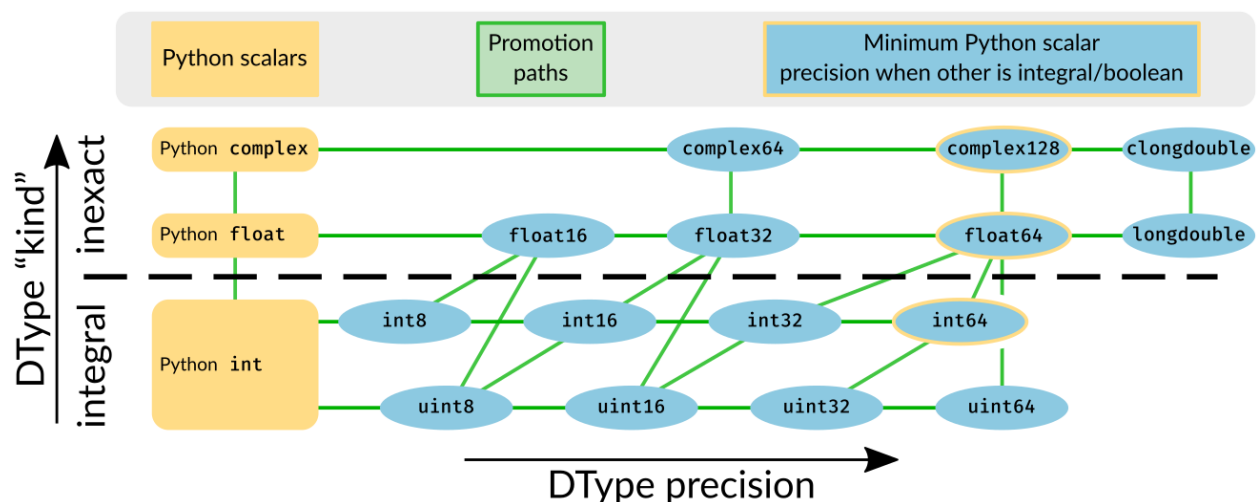 Python scalars
Promotion
paths
Minimum Python scalar
precision when other is integral/boolean
DType “kind”
inexact
integral
Python complex
complex64
complex128
clongdouble
Python float
float16
float32
float64
longdouble
Python int
int8
int16
int32
int64
uint8
uint16
uint32
uint64
DType precision